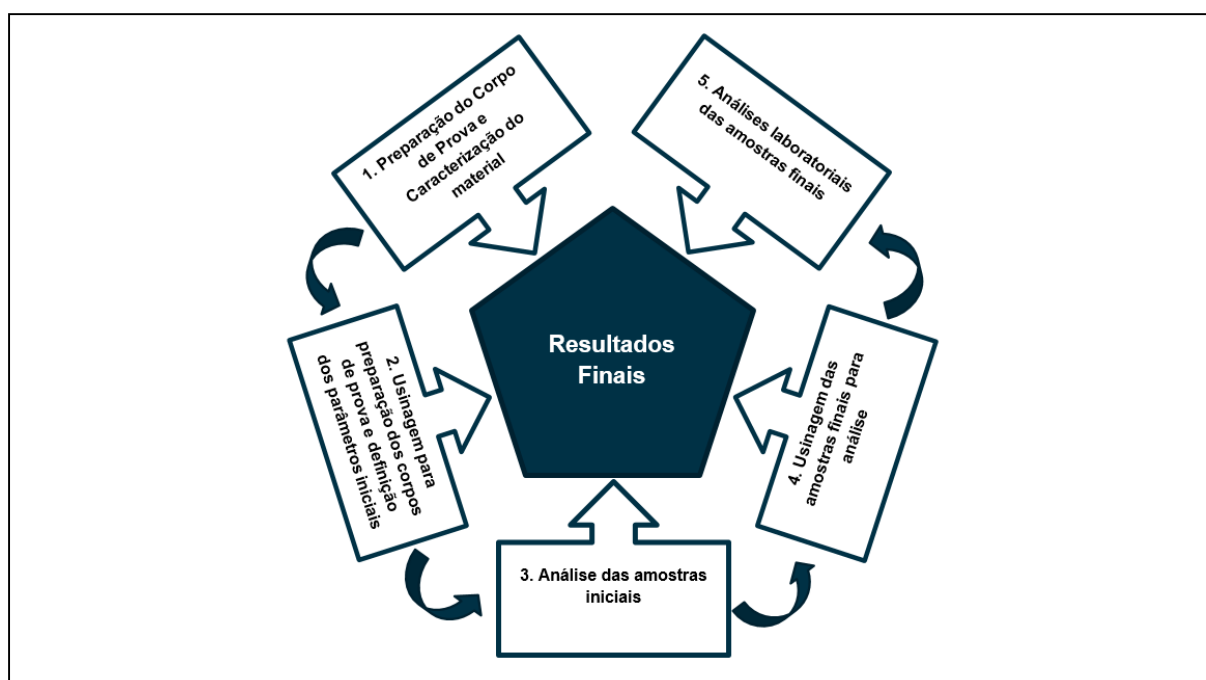 1. Preparação do Corpo
de Prova e
Caracterização do
material
2. Usinagem para
preparação dos corpos
de prova e definição
dos parâmetros iniciais
3. Análise das amostras
iniciais
4. Usinagem das
amostras finais para
análise
5. Análises laboratoriais
das amostras finais
Resultados
Finais